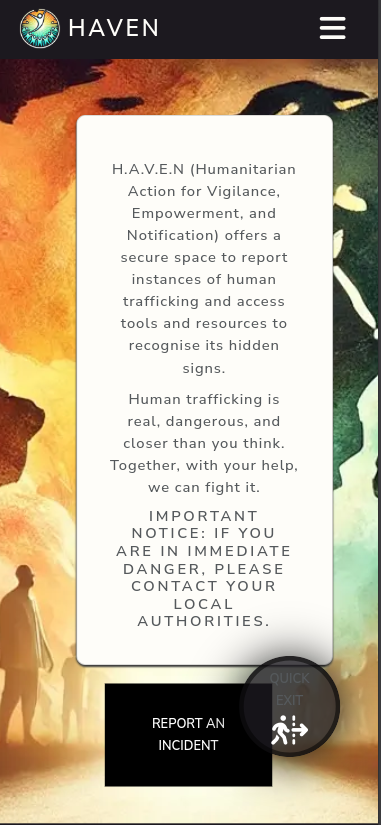 HAVEN
H.A.V.E.N (Humanitarian
Action for Vigilance,
Empowerment, and
Notification) offers a
secure space to report
instances of human
trafficking and access
tools and resources to
recognise its hidden
signs.
Human trafficking is
real, dangerous, and
closer than you think.
Together, with your help,
we can fight it.
IMPORTANT
NOTICE: IF YOU
ARE IN IMMEDIATE
DANGER, PLEASE
CONTACT YOUR
LOCAL
AUTHORITIES.
QUICK
EXIT
REPORT AN
INCIDENT